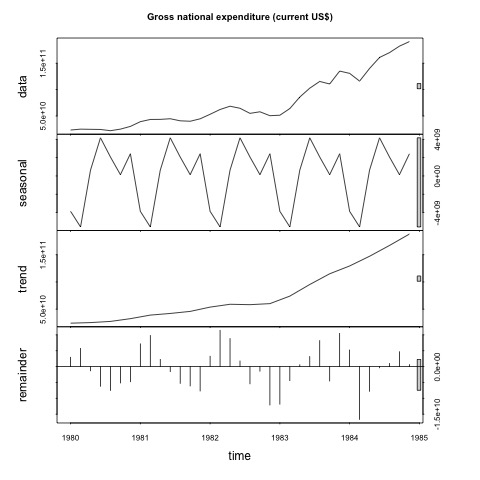 Gross national expenditure (current US$)
data
5.0e+10
1.5e+11
seasonal
-4e+09
0e+00
4e+09
trend
5.0e+10
1.5e+11
remainder
-1.5e+10
0.0e+00
1980
1981
1982
1983
1984
1985
time